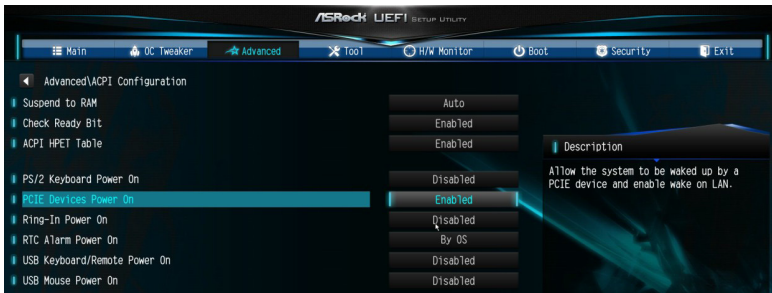 ASRock UEFI SETUP UTILITY
Main OC Tweaker Advanced Tool H/W Monitor Boot Security Exit
Advanced\ACPI Configuration
Suspend to RAM Auto
Check Ready Bit Enabled
ACPI HPET Table Enabled
Description
PS/2 Keyboard Power On Disabled
Allow the system to be waked up by a
PCIE device and enable wake on LAN.
PCIE Devices Power On Enabled
Ring-In Power On Disabled
RTC Alarm Power On By OS
USB Keyboard/Remote Power On Disabled
USB Mouse Power On Disabled